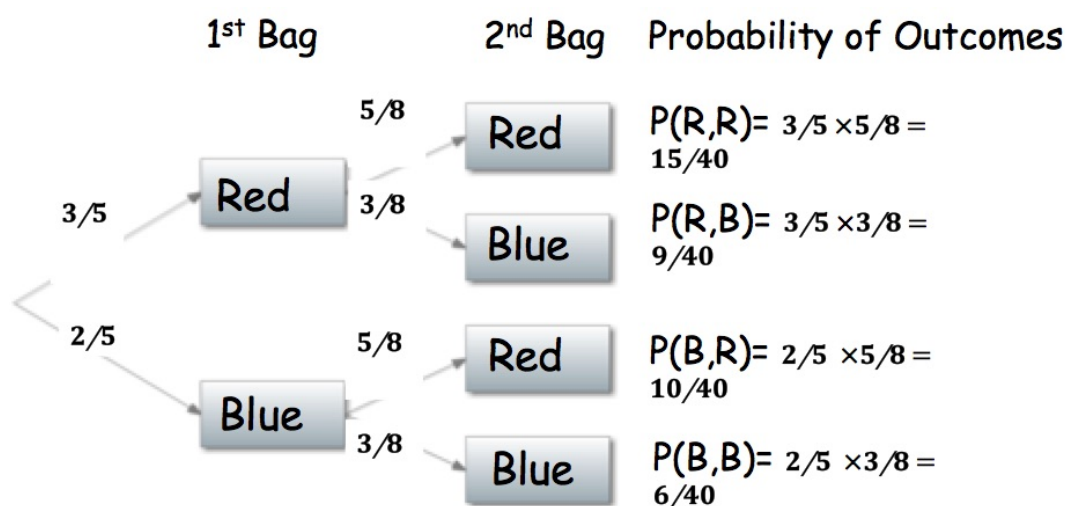 1st Bag 2nd Bag Probability of Outcomes
5/8
Red
P(R,R)= 3/5 ×5/8 =
15/40
3/5
Red
3/8
Blue
P(R,B)= 3/5 ×3/8 =
9/40
2/5
5/8
Red
P(B,R)= 2/5 ×5/8 =
10/40
Blue
3/8
Blue
P(B,B)= 2/5 ×3/8 =
6/40